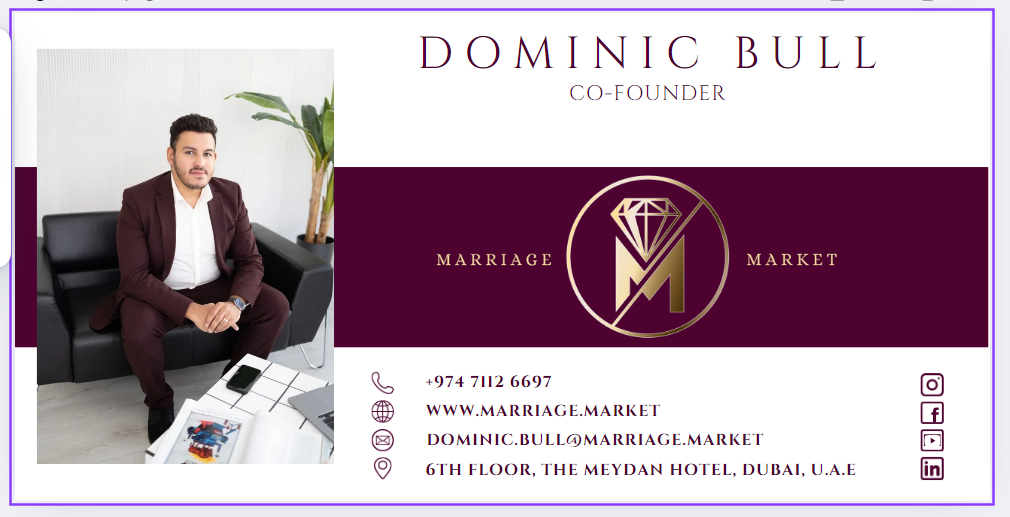 DOMINIC BULL
CO-FOUNDER
MARRIAGE M MARKET
+974 7112 6697
WWW.MARRIAGE.MARKET
DOMINIC.BULL@MARRIAGE.MARKET
6TH FLOOR, THE MEYDAN HOTEL, DUBAI, U.A.E